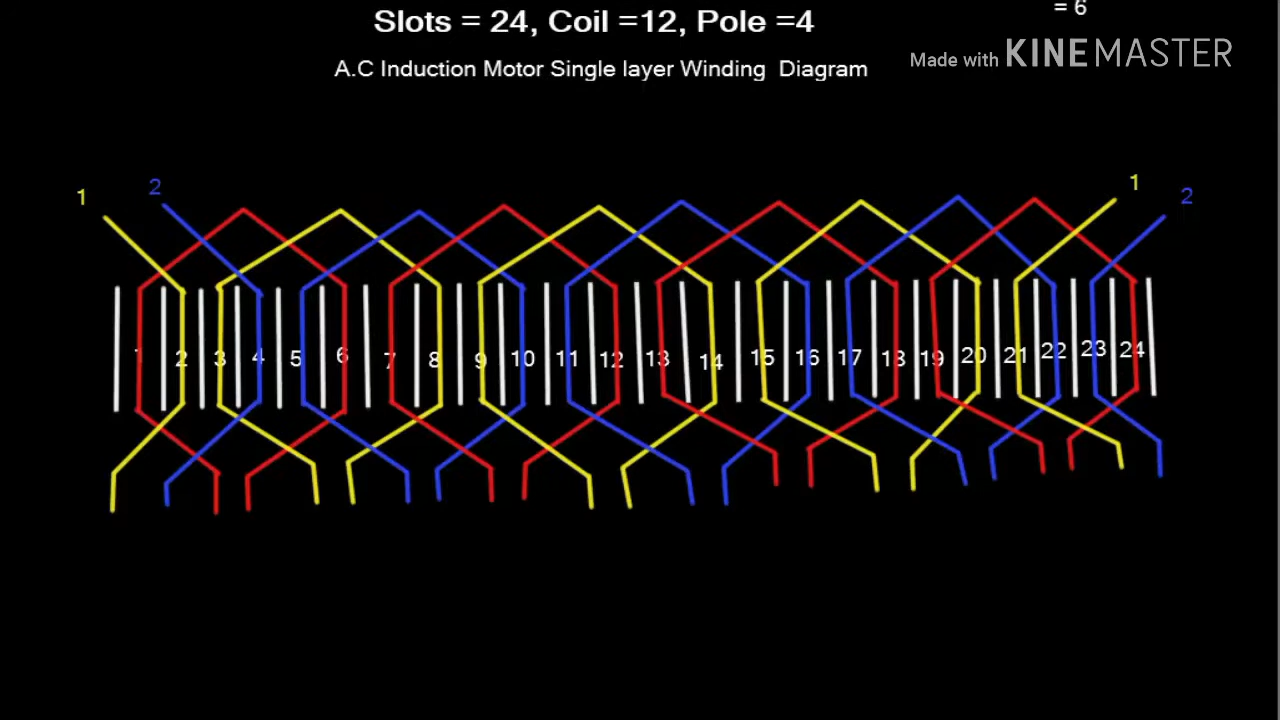 = 6
Slots = 24, Coil =12, Pole =4
Made with KINEMASTER
A.C Induction Motor Single layer Winding Diagram
1 2 1 2
1 2 3 4 5 6 7 8 9 10 11 12 13 14 15 16 17 18 19 20 21 22 23 24